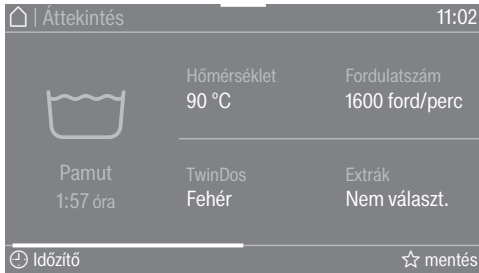 | Áttekintés 11:02
Hőmérséklet Fordulatszám
90 °C 1600 ford/perc
Pamut TwinDos Extrák
1:57 óra Fehér Nem választ.
Időzítő mentés